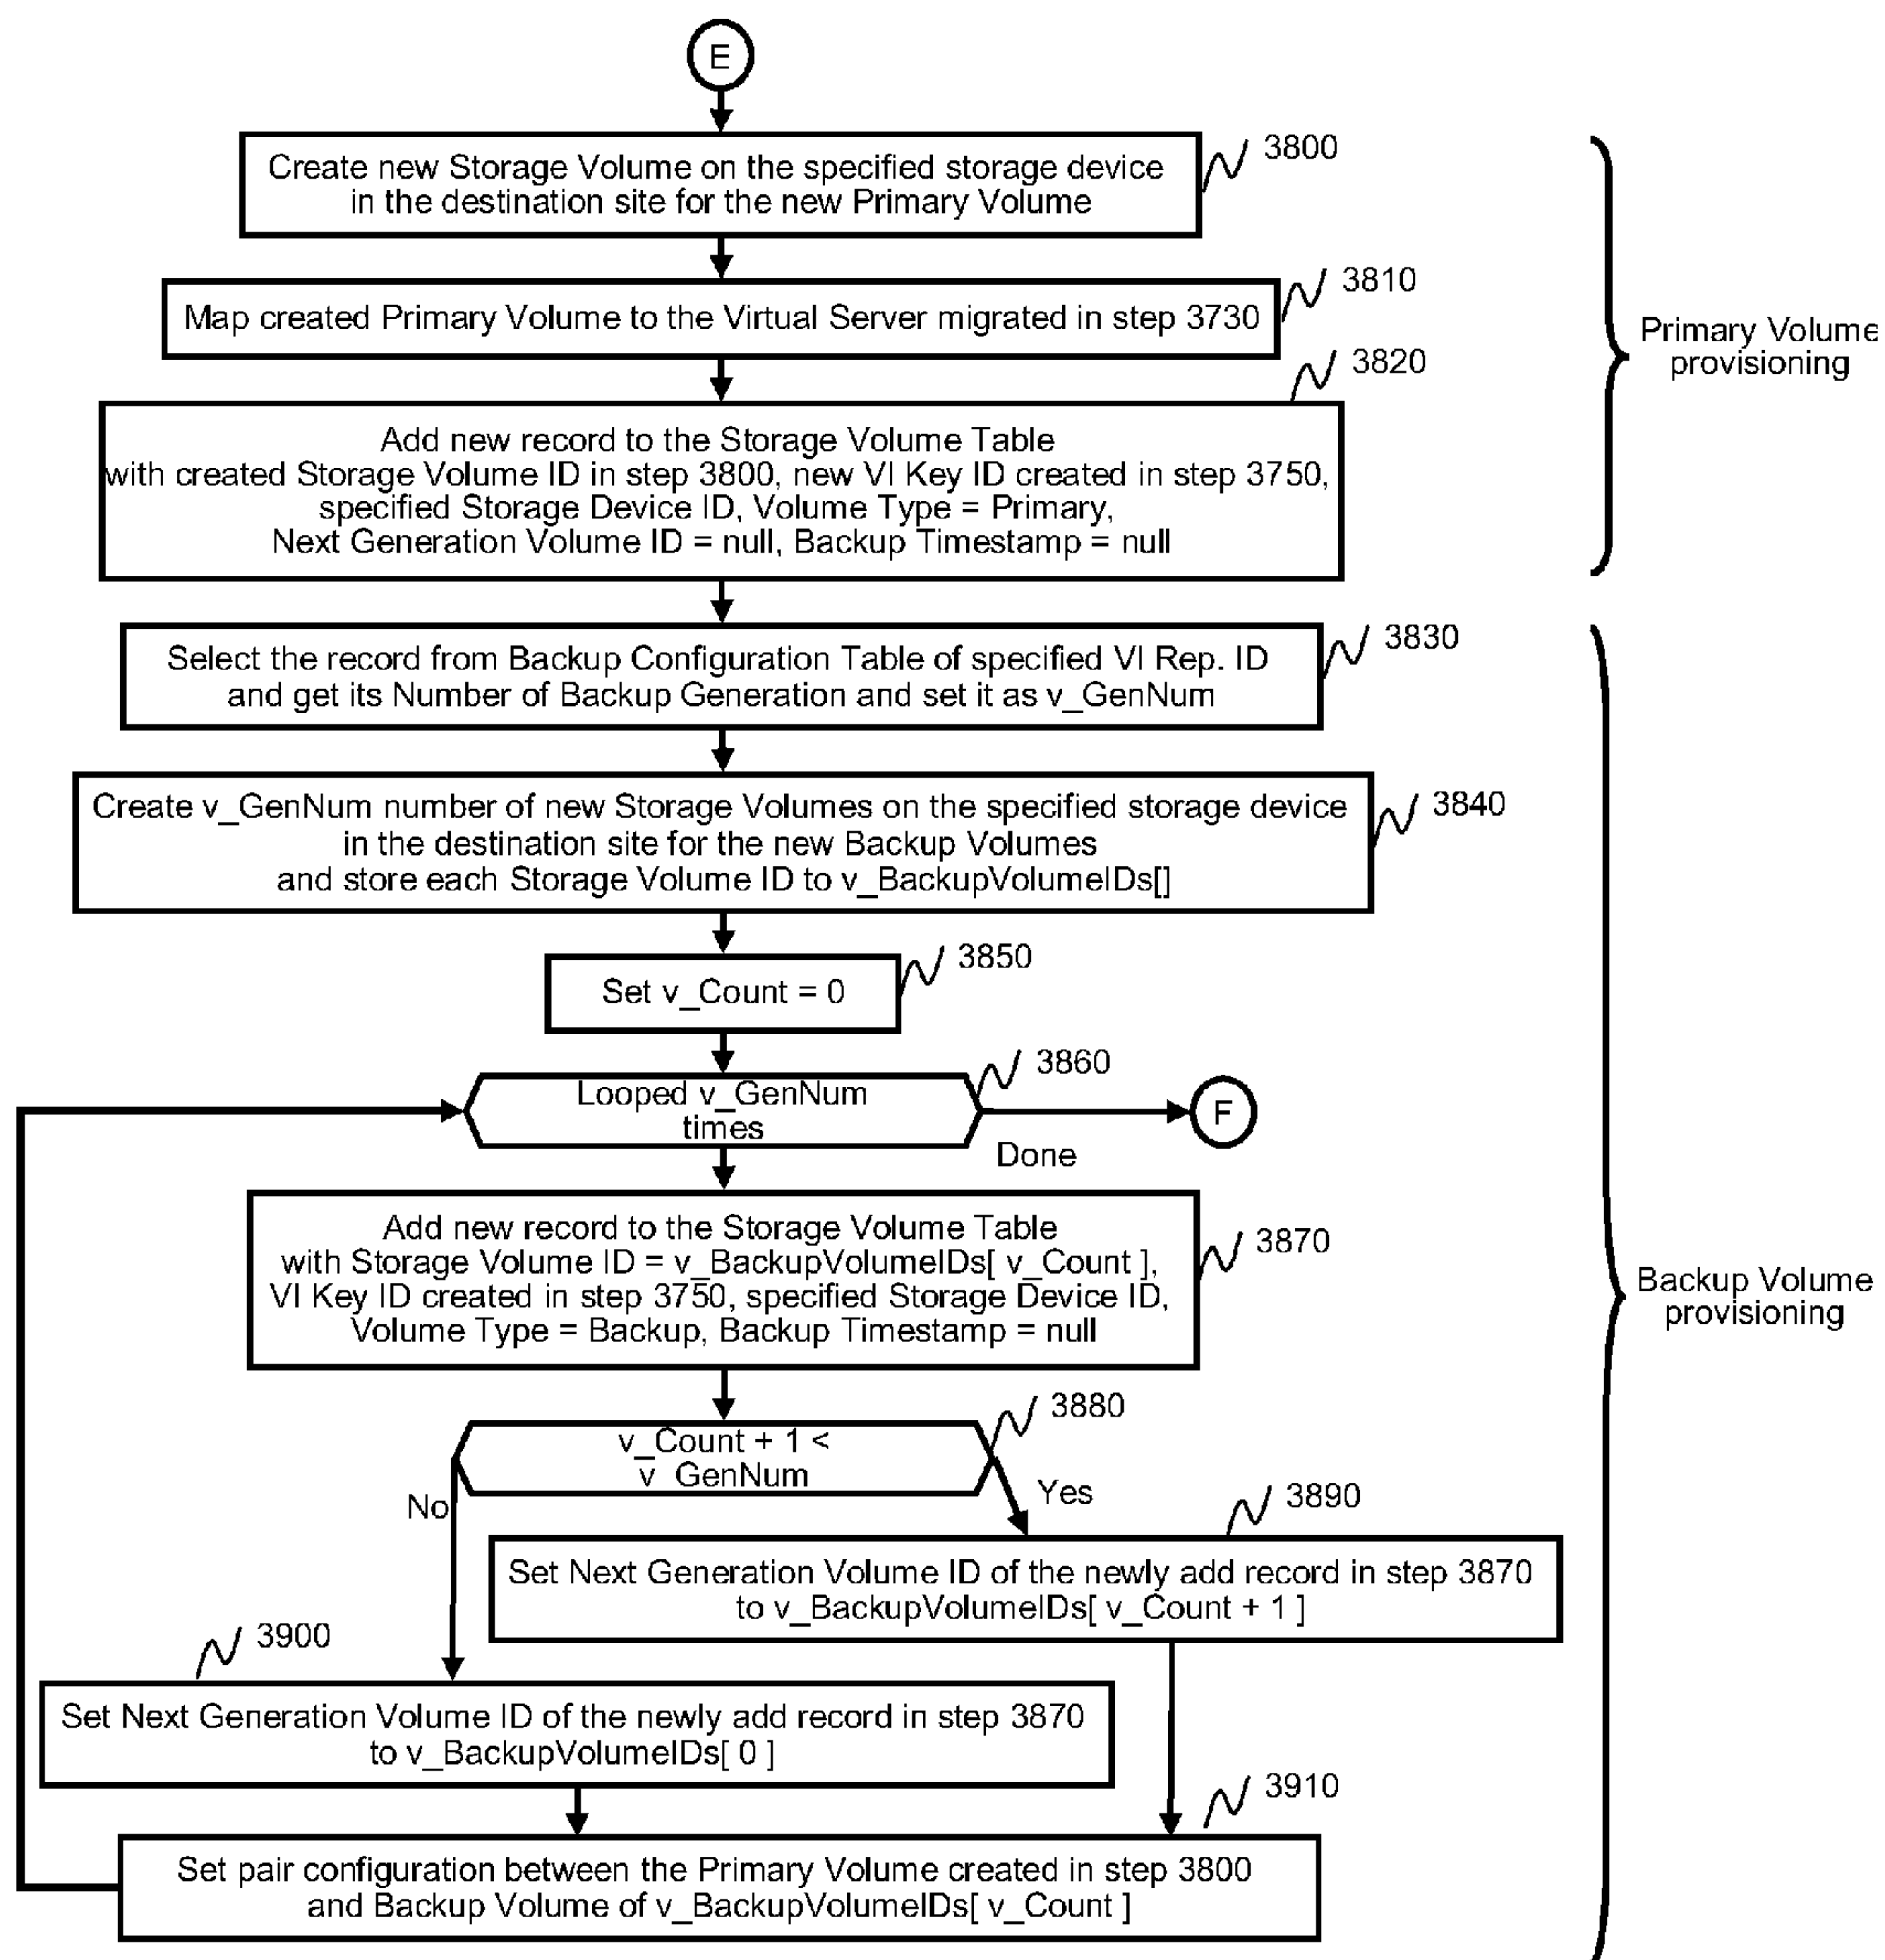 E
Create new Storage Volume on the specified storage device
in the destination site for the new Primary Volume
3800
Map created Primary Volume to the Virtual Server migrated in step 3730
3810
Primary Volume
provisioning
3820
Add new record to the Storage Volume Table
with created Storage Volume ID in step 3800, new VI Key ID created in step 3750,
specified Storage Device ID, Volume Type = Primary,
Next Generation Volume ID = null, Backup Timestamp = null
3830
Select the record from Backup Configuration Table of specified VI Rep. ID
and get its Number of Backup Generation and set it as v_GenNum
3840
Create v_GenNum number of new Storage Volumes on the specified storage device
in the destination site for the new Backup Volumes
and store each Storage Volume ID to v_BackupVolumeIDs[]
3850
Set v_Count = 0
3860
Looped v_GenNum
times
F
Done
Add new record to the Storage Volume Table
with Storage Volume ID = v_BackupVolumeIDs[ v_Count ],
VI Key ID created in step 3750, specified Storage Device ID,
Volume Type = Backup, Backup Timestamp = null
3870
Backup Volume
provisioning
3880
v_Count + 1 <
v_GenNum
No
Yes
3890
Set Next Generation Volume ID of the newly add record in step 3870
to v_BackupVolumeIDs[ v_Count + 1 ]
3900
Set Next Generation Volume ID of the newly add record in step 3870
to v_BackupVolumeIDs[ 0 ]
3910
Set pair configuration between the Primary Volume created in step 3800
and Backup Volume of v_BackupVolumeIDs[ v_Count ]